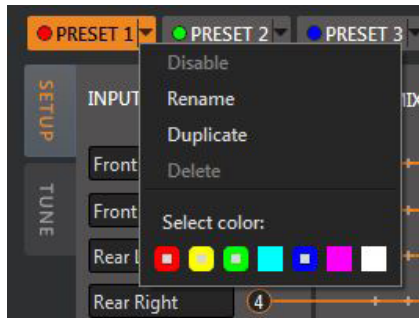 PRESET 1 PRESET 2 PRESET 3
Disable
SETUP INPUT Rename
Duplicate
Front Delete
TUNE
Front Select color:
Rear L
Rear Right 4